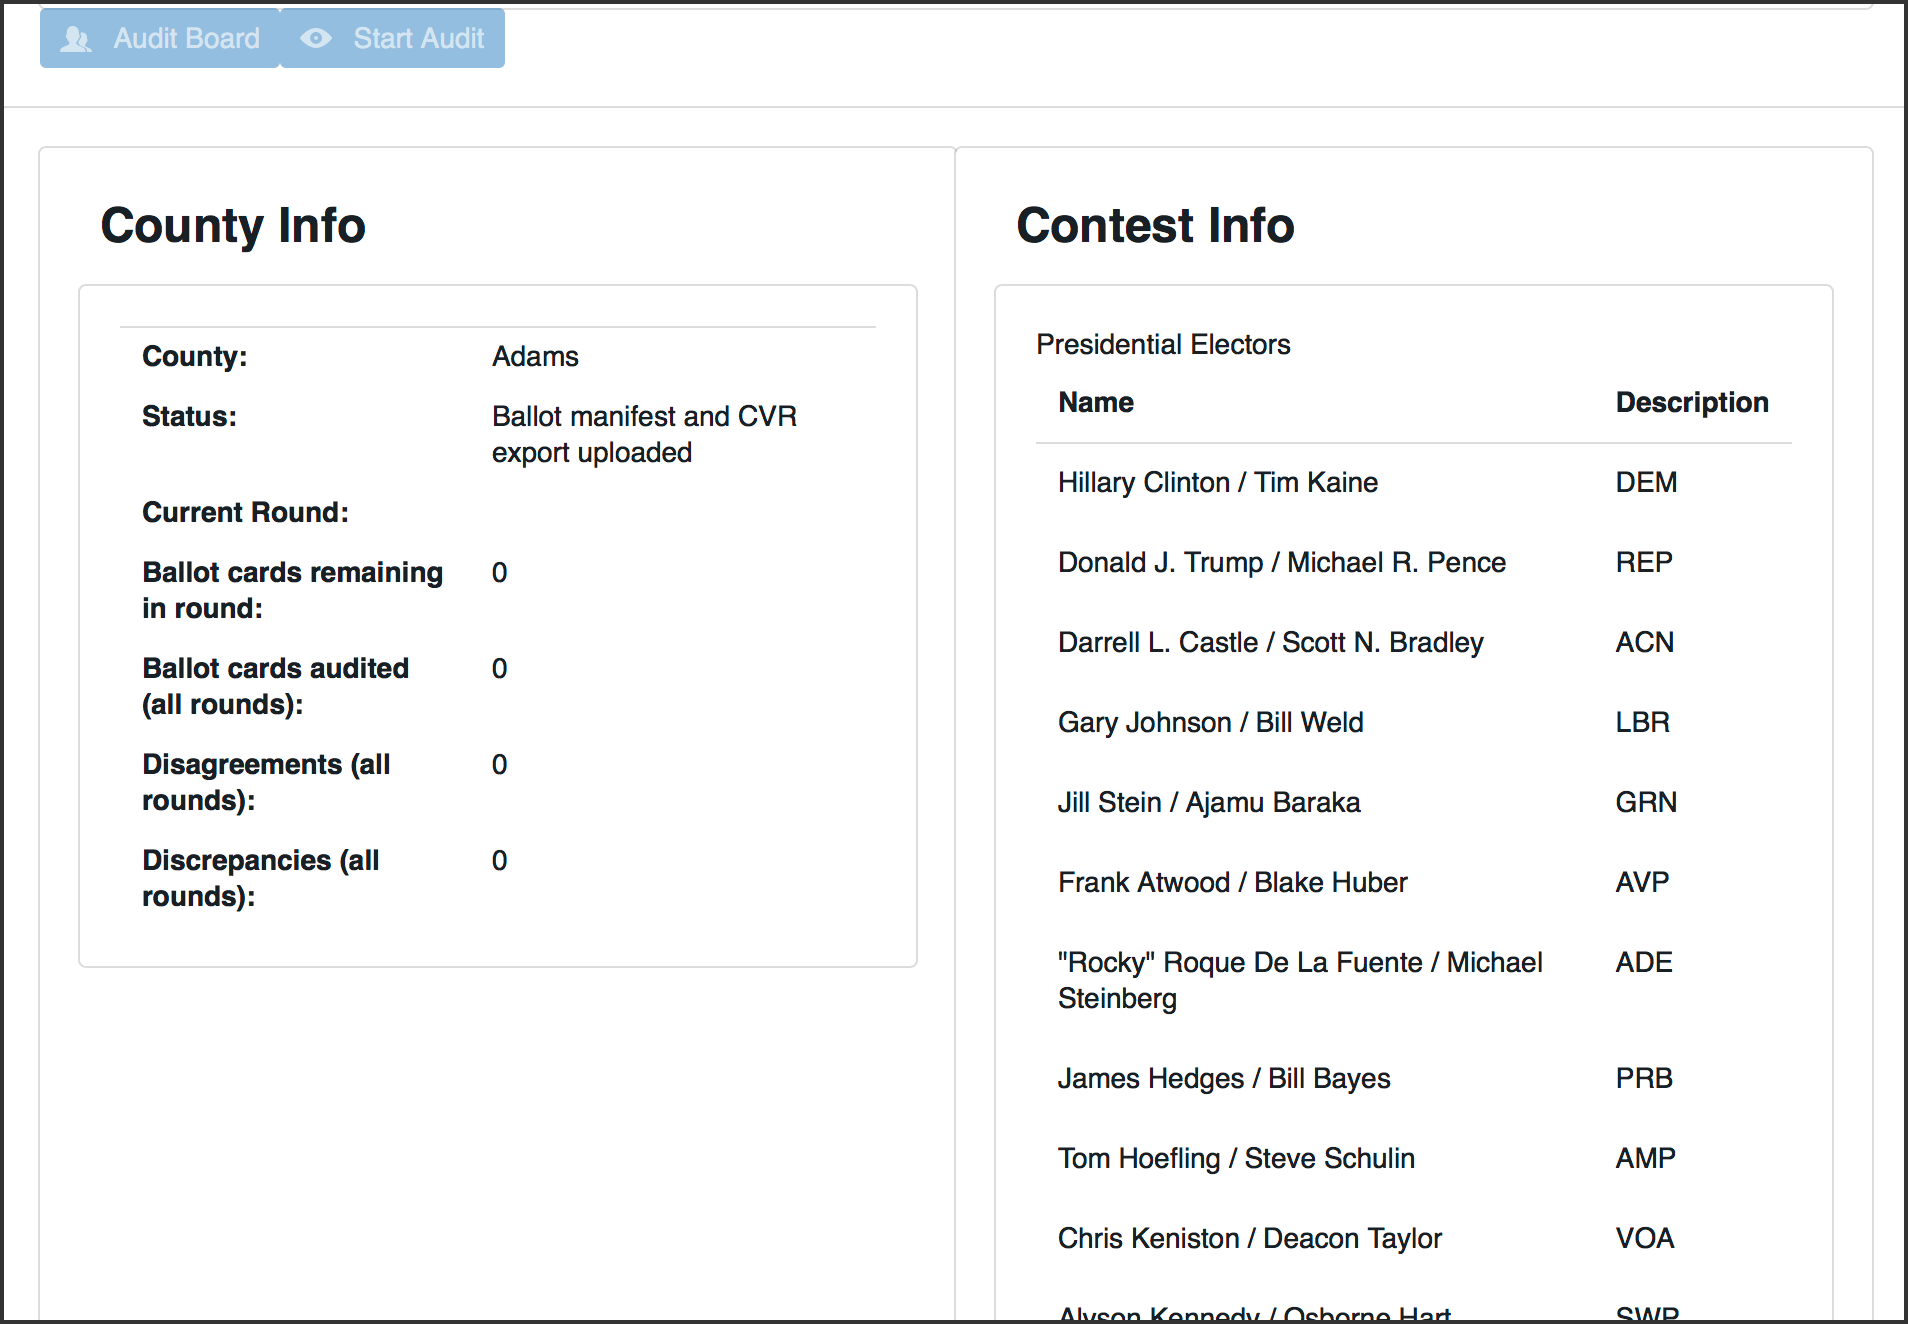 Audit Board Start Audit
County Info
County: Adams
Status: Ballot manifest and CVR
export uploaded
Current Round:
Ballot cards remaining 0
in round:
Ballot cards audited 0
(all rounds):
Disagreements (all 0
rounds):
Discrepancies (all 0
rounds):
Contest Info
Presidential Electors
Name Description
Hillary Clinton / Tim Kaine DEM
Donald J. Trump / Michael R. Pence REP
Darrell L. Castle / Scott N. Bradley ACN
Gary Johnson / Bill Weld LBR
Jill Stein / Ajamu Baraka GRN
Frank Atwood / Blake Huber AVP
"Rocky" Roque De La Fuente / Michael ADE
Steinberg
James Hedges / Bill Bayes PRB
Tom Hoefling / Steve Schulin AMP
Chris Keniston / Deacon Taylor VOA
Alyson Kennedy / Osborne Hart SWP